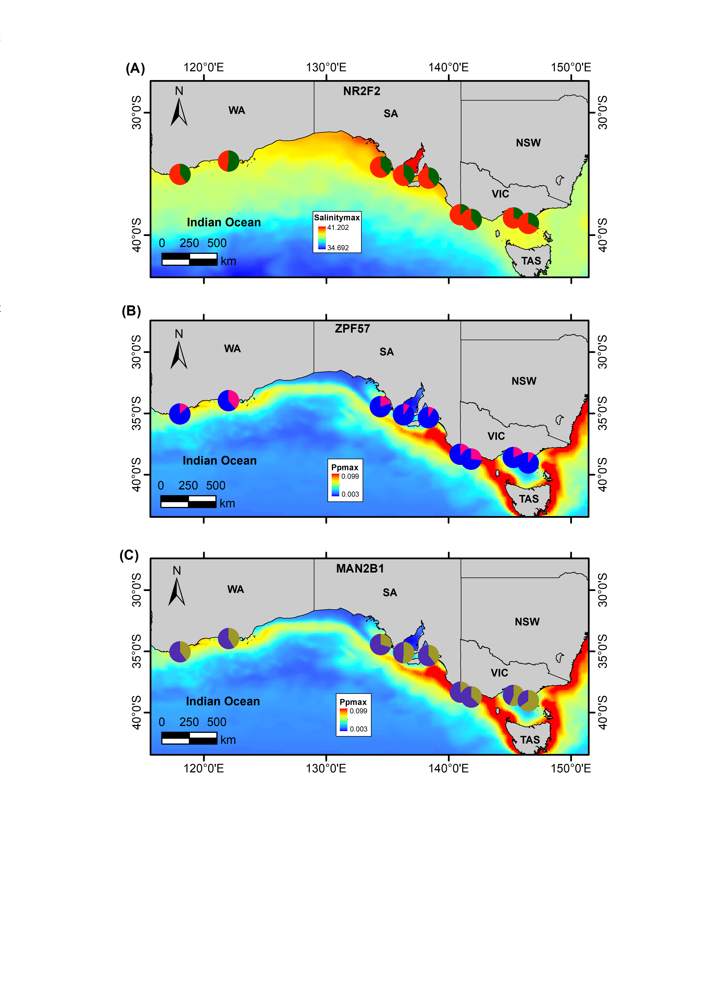 (A)
120°0'E 130°0'E 140°0'E 150°0'E
NR2F2
N
WA
SA
NSW
VIC
TAS
Indian Ocean
0 250 500
km
Salinitymax
41.202
34.692
30°0'S
40°0'S
30°0'S
40°0'S
(B)
ZPF57
N
WA
SA
NSW
VIC
TAS
Indian Ocean
0 250 500
km
Ppmax
0.099
0.003
30°0'S
35°0'S
40°0'S
30°0'S
35°0'S
40°0'S
(C)
MAN2B1
N
WA
SA
NSW
VIC
TAS
Indian Ocean
0 250 500
km
Ppmax
0.099
0.003
30°0'S
35°0'S
40°0'S
30°0'S
35°0'S
40°0'S
120°0'E 130°0'E 140°0'E 150°0'E